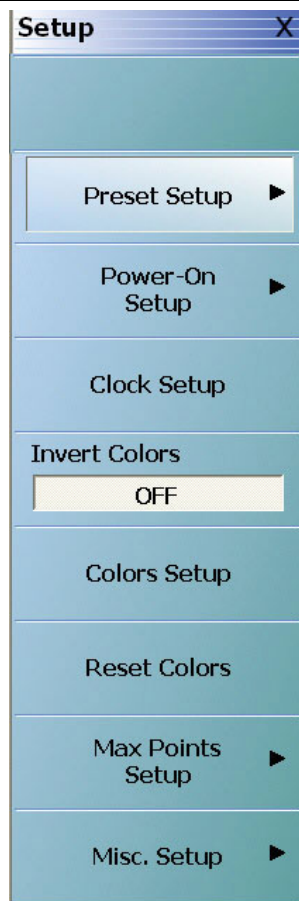 Setup X
Preset Setup ►
Power-On ►
Setup
Clock Setup
Invert Colors
OFF
Colors Setup
Reset Colors
Max Points ►
Setup
Misc. Setup ►